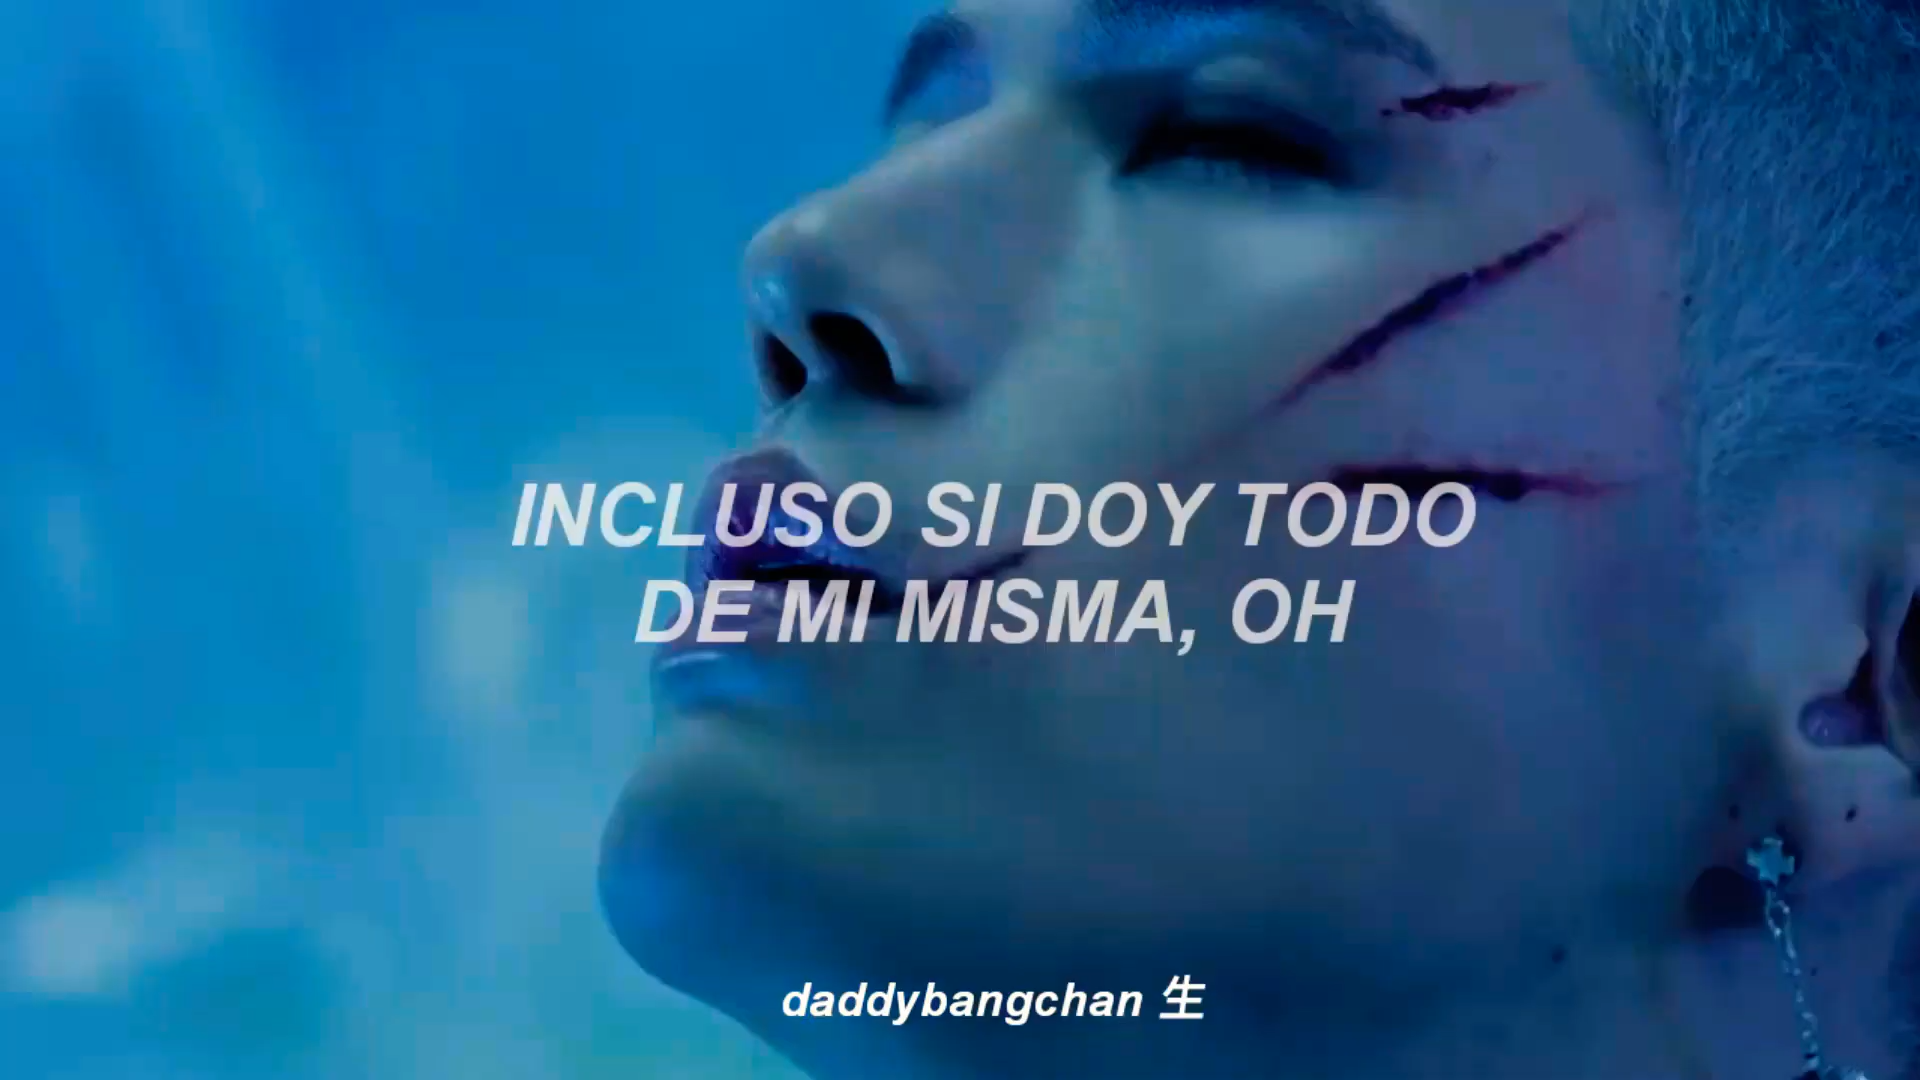 INCLUSO SI DOY TODO
DE MI MISMA, OH
daddybangchan 生